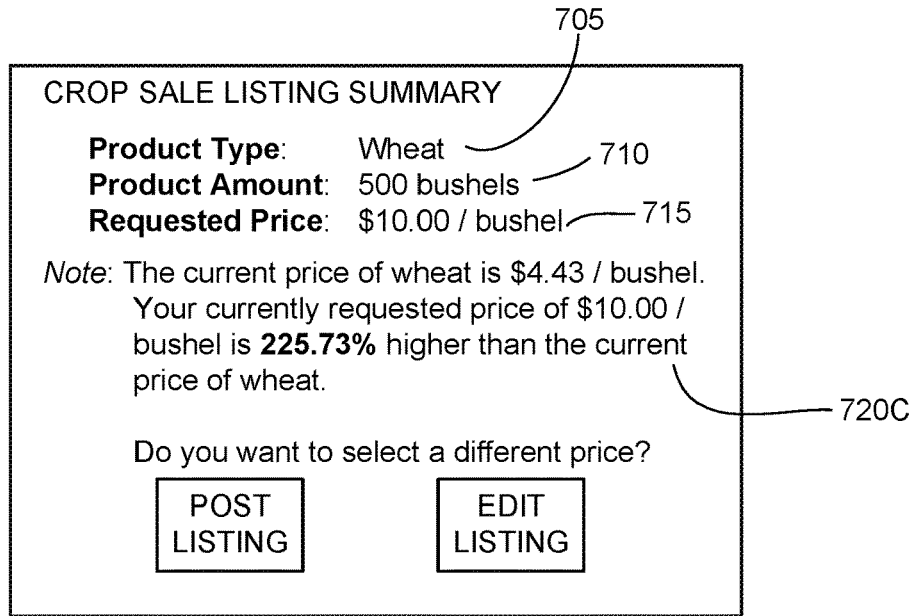 705
CROP SALE LISTING SUMMARY
Product Type: Wheat
Product Amount: 500 bushels 710
Requested Price: $10.00 / bushel 715
Note: The current price of wheat is $4.43 / bushel.
Your currently requested price of $10.00 /
bushel is 225.73% higher than the current
price of wheat.
720C
Do you want to select a different price?
POST
LISTING
EDIT
LISTING